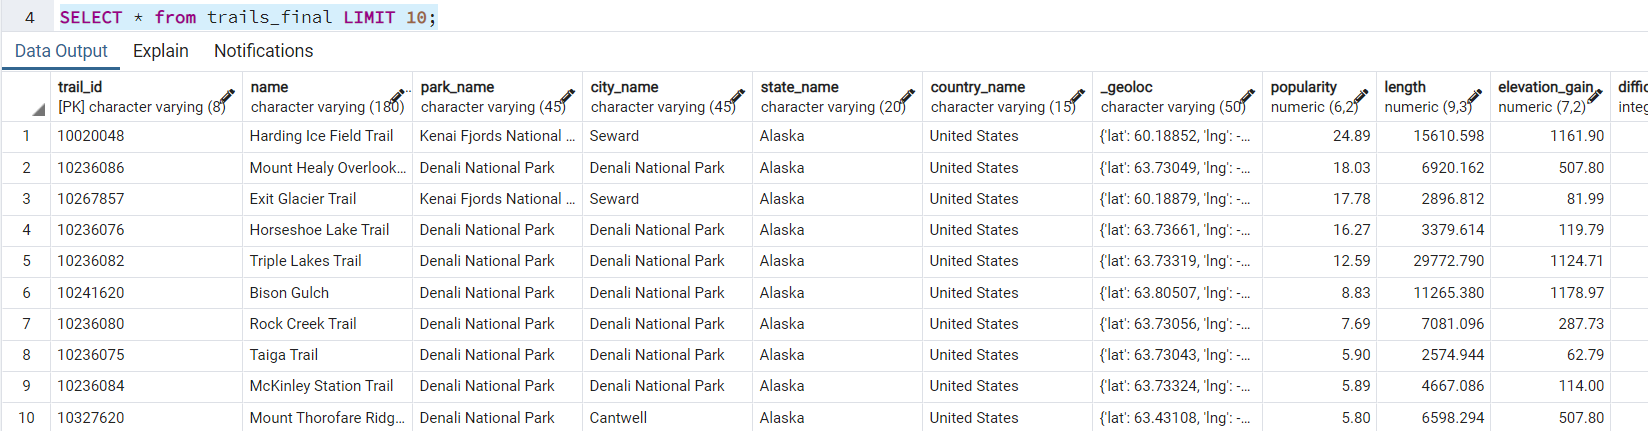 4 SELECT * from trails_final LIMIT 10;
Data Output Explain Notifications
trail_id name park_name city_name state_name country_name _geoloc popularity length elevation_gain diffic
[PK] character varying (8) character varying (180) character varying (45) character varying (45) character varying (20) character varying (15) character varying (50) numeric (6,2) numeric (9,3) numeric (7,2) integ
1 10020048 Harding Ice Field Trail Kenai Fjords National ... Seward Alaska United States {'lat': 60.18852, 'lng': -... 24.89 15610.598 1161.90
2 10236086 Mount Healy Overlook... Denali National Park Denali National Park Alaska United States {'lat': 63.73049, 'lng': -... 18.03 6920.162 507.80
3 10267857 Exit Glacier Trail Kenai Fjords National ... Seward Alaska United States {'lat': 60.18879, 'lng': -... 17.78 2896.812 81.99
4 10236076 Horseshoe Lake Trail Denali National Park Denali National Park Alaska United States {'lat': 63.73661, 'lng': -... 16.27 3379.614 119.79
5 10236082 Triple Lakes Trail Denali National Park Denali National Park Alaska United States {'lat': 63.73319, 'lng': -... 12.59 29772.790 1124.71
6 10241620 Bison Gulch Denali National Park Denali National Park Alaska United States {'lat': 63.80507, 'lng': -... 8.83 11265.380 1178.97
7 10236080 Rock Creek Trail Denali National Park Denali National Park Alaska United States {'lat': 63.73056, 'lng': -... 7.69 7081.096 287.73
8 10236075 Taiga Trail Denali National Park Denali National Park Alaska United States {'lat': 63.73043, 'lng': -... 5.90 2574.944 62.79
9 10236084 McKinley Station Trail Denali National Park Denali National Park Alaska United States {'lat': 63.73324, 'lng': -... 5.89 4667.086 114.00
10 10327620 Mount Thorofare Ridg... Denali National Park Cantwell Alaska United States {'lat': 63.43108, 'lng': -... 5.80 6598.294 507.80